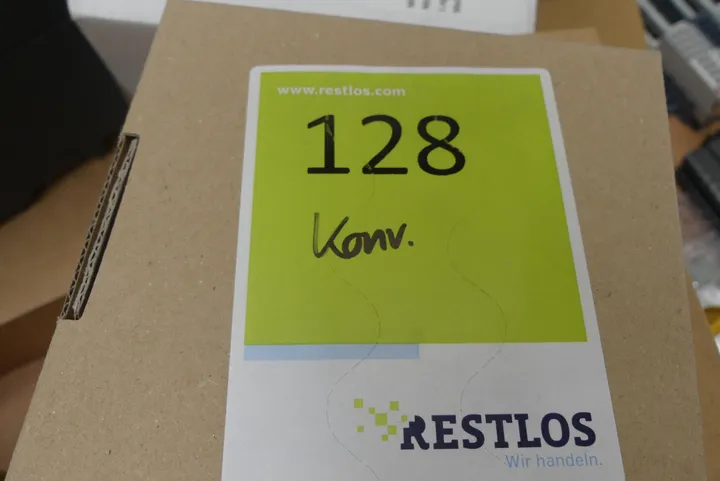 www.restlos.com
128
Konv.
RESTLOS
Wir handeln.